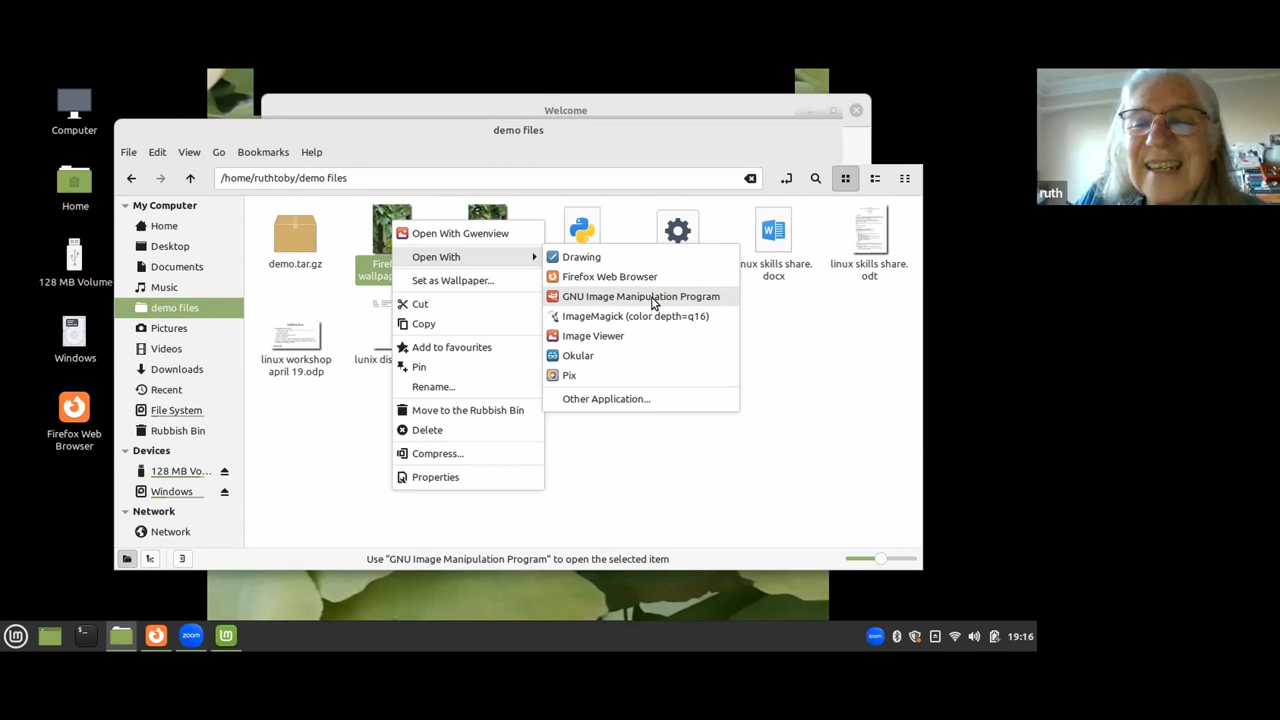 Welcome
demo files
File Edit View Go Bookmarks Help
/home/ruthtoby/demo files
Computer
Home
128 MB Volume
Windows
Firefox Web
Browser
My Computer
Home
Desktop
Documents
Music
demo files
Pictures
Videos
Downloads
Recent
File System
Rubbish Bin
Devices
128 MB Vo...
Windows
Network
Network
demo.tar.gz
linux workshop
april 19.odp
Open With Gwenview
Open With
Set as Wallpaper...
Cut
Copy
Add to favourites
Pin
Rename...
Move to the Rubbish Bin
Delete
Compress...
Properties
Drawing
Firefox Web Browser
GNU Image Manipulation Program
ImageMagick (color depth=q16)
Image Viewer
Okular
Pix
Other Application...
skills share.
docx
linux skills share.
odt
Use "GNU Image Manipulation Program" to open the selected item
zoom
zoom
19:16
ruth